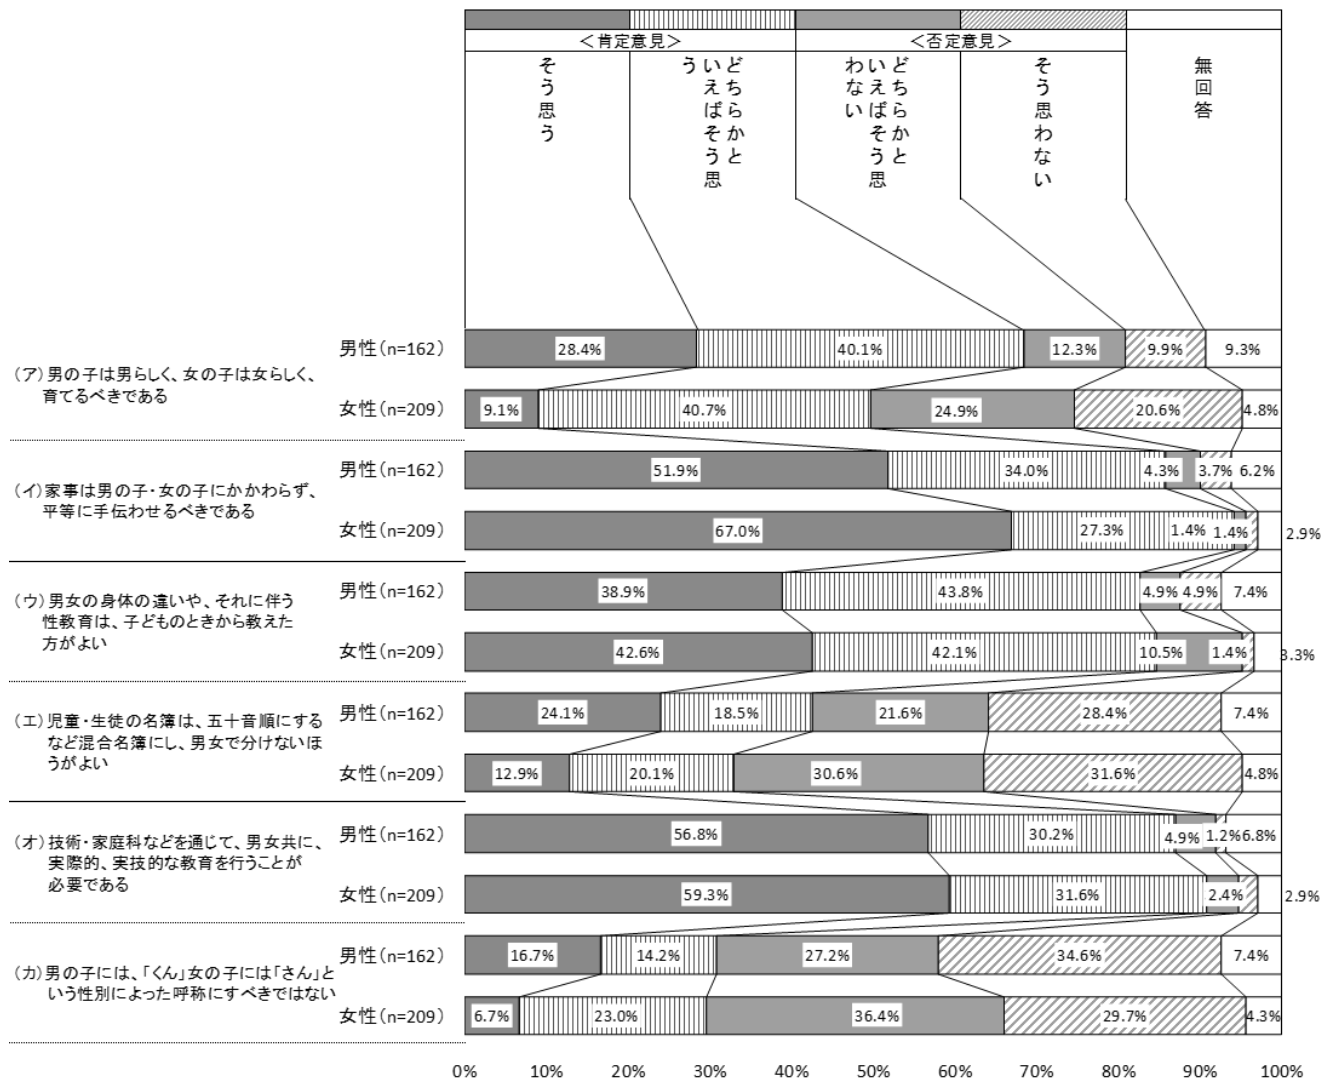 ＜肯定意見＞
＜否定意見＞
そう思う
どちらかと
いえばそう思
う
どちらかと
いえばそう思
わない
そう思わない
無回答
男性(n=162)
28.4%
40.1%
12.3%
9.9%
9.3%
(ア)男の子は男らしく、女の子は女らしく、
育てるべきである
女性(n=209)
9.1%
40.7%
24.9%
20.6%
4.8%
男性(n=162)
51.9%
34.0%
4.3%
3.7%
6.2%
(イ)家事は男の子・女の子にかかわらず、
平等に手伝わせるべきである
女性(n=209)
67.0%
27.3%
1.4%
1.4%
2.9%
男性(n=162)
38.9%
43.8%
4.9%
4.9%
7.4%
(ウ)男女の身体の違いや、それに伴う
性教育は、子どものときから教えた
方がよい
女性(n=209)
42.6%
42.1%
10.5%
1.4%
3.3%
男性(n=162)
24.1%
18.5%
21.6%
28.4%
7.4%
(エ)児童・生徒の名簿は、五十音順にする
など混合名簿にし、男女で分けないほ
うがよい
女性(n=209)
12.9%
20.1%
30.6%
31.6%
4.8%
男性(n=162)
56.8%
30.2%
4.9%
1.2%
6.8%
(オ)技術・家庭科などを通じて、男女共に、
実際的、実技的な教育を行うことが
必要である
女性(n=209)
59.3%
31.6%
2.4%
2.9%
男性(n=162)
16.7%
14.2%
27.2%
34.6%
7.4%
(カ)男の子には、「くん」女の子には「さん」と
いう性別によった呼称にすべきではない
女性(n=209)
6.7%
23.0%
36.4%
29.7%
4.3%
0%
10%
20%
30%
40%
50%
60%
70%
80%
90%
100%